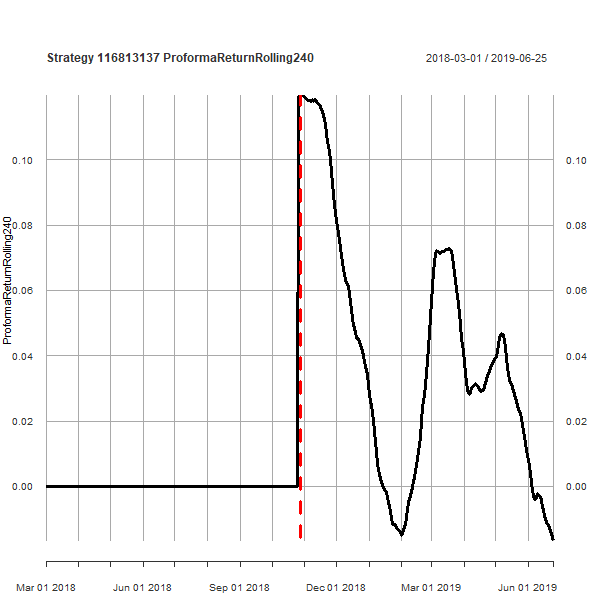 Strategy 116813137 ProformaReturnRolling240
2018-03-01 / 2019-06-25
ProformaReturnRolling240
0.10 0.10
0.08 0.08
0.06 0.06
0.04 0.04
0.02 0.02
0.00 0.00
Mar 01 2018 Jun 01 2018 Sep 01 2018 Dec 01 2018 Mar 01 2019 Jun 01 2019